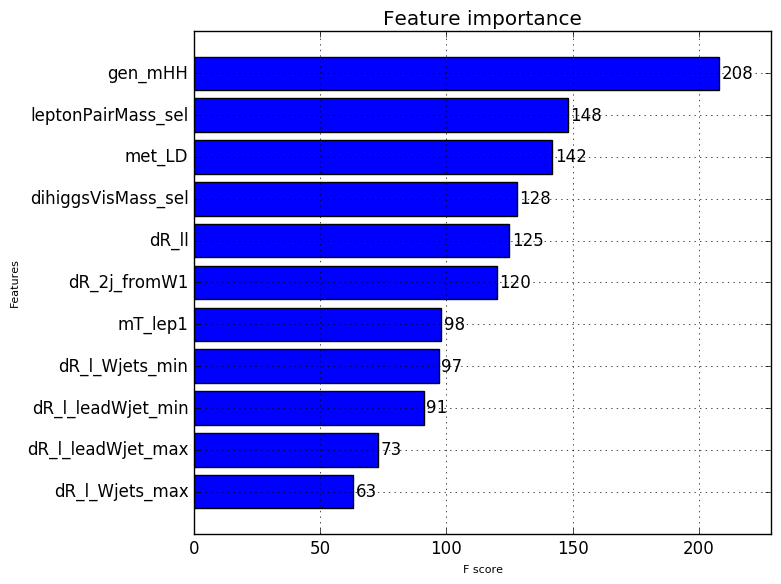 Feature importance
Features
gen_mHH 208
leptonPairMass_sel 148
met_LD 142
dihiggsVisMass_sel 128
dR_ll 125
dR_2j_fromW1 120
mT_lep1 98
dR_l_Wjets_min 97
dR_l_leadWjet_min 91
dR_l_leadWjet_max 73
dR_l_Wjets_max 63
0 50 100 150 200
F score